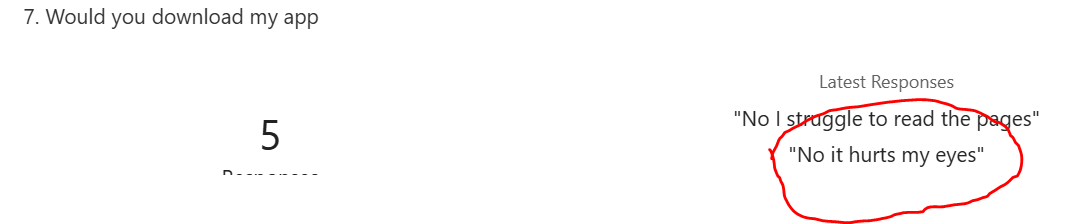 7. Would you download my app
Latest Responses
5
"No I struggle to read the pages"
"No it hurts my eyes"